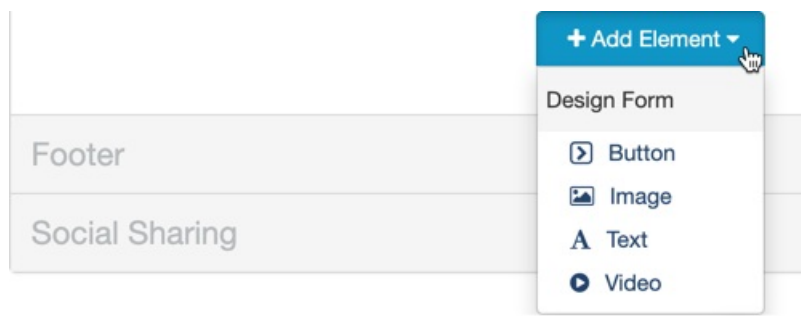 + Add Element
Design Form
Button
Image
Text
Video
Footer
Social Sharing